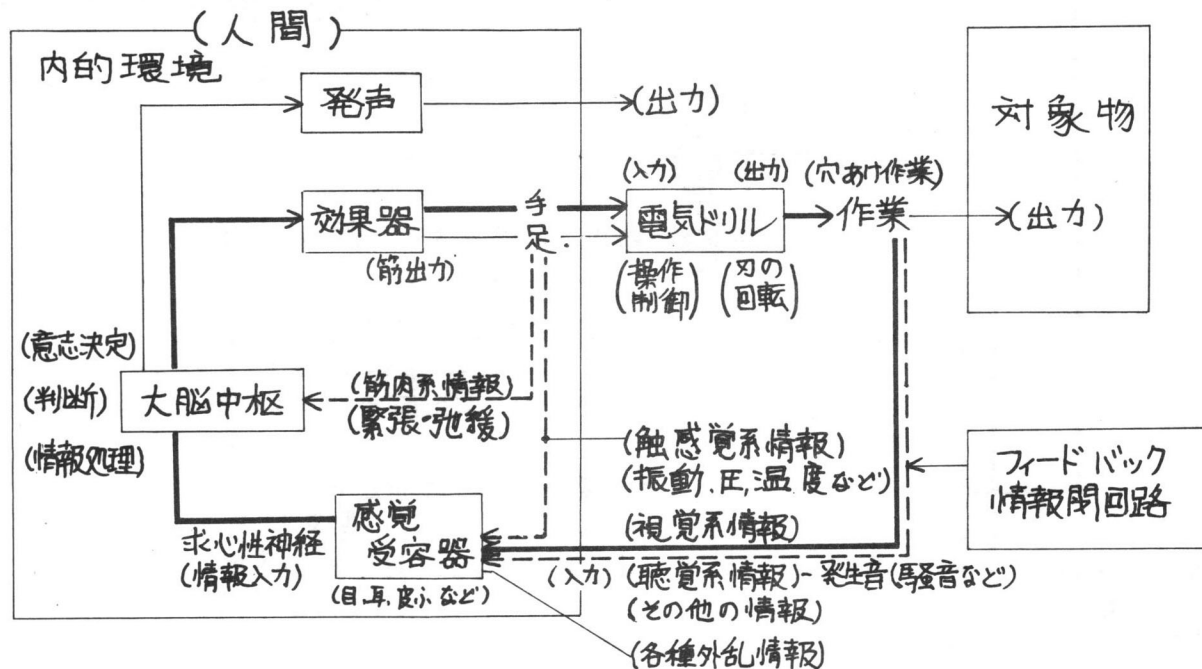 (人間)
内的環境
発声
(出力)
対象物
(入力)
(出力)
(穴あけ作業)
効果器
手
足.
電気ドリル
作業
(出力)
(筋出力)
(操作
制御)
(刃の
回転)
(意志決定)
(判断)
(情報処理)
大脳中枢
(筋肉系情報)
(緊張・弛緩)
(触感覚系情報)
(振動、圧、温度など)
(視覚系情報)
フィードバック
情報閉回路
感覚
受容器
求心性神経
(情報入力)
(目、耳、皮ふなど)
(入力)
(聴覚系情報)-発生音(騒音など)
(その他の情報)
(各種外乱情報)